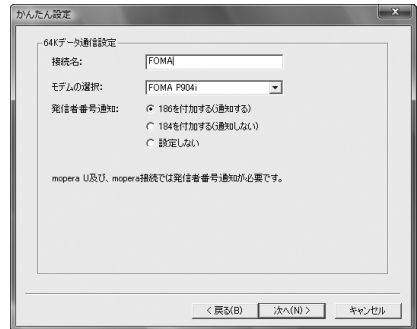 かんたん設定
64Kデータ通信設定
接続名: FOMA
モデムの選択: FOMA P904i
発信者番号通知: 186を付加する(通知する)
184を付加する(通知しない)
設定しない
mopera U及び、mopera接続では発信者番号通知が必要です。
< 戻る(B) 次へ(N) > キャンセル